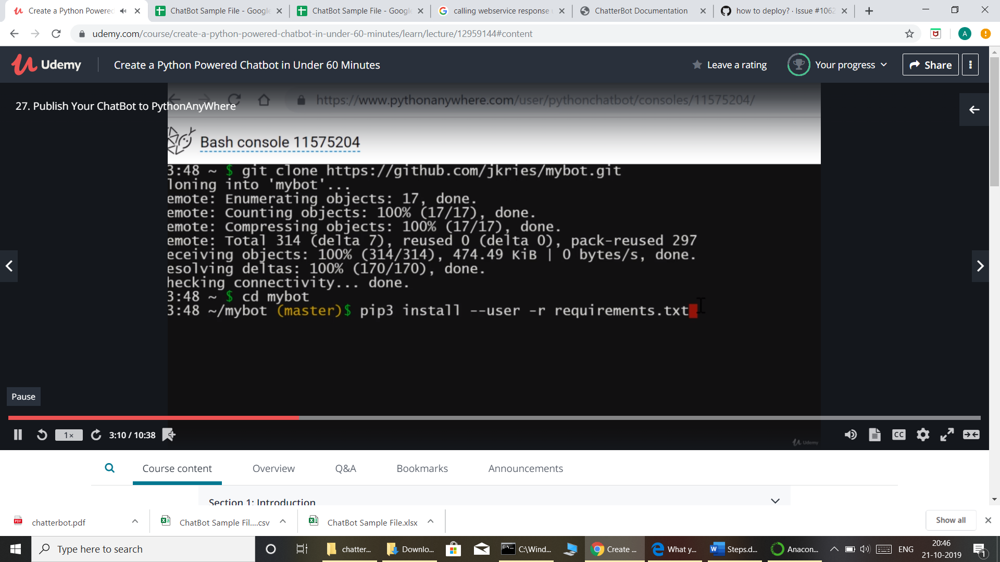 Create a Python Powered
ChatBot Sample File - Google
ChatBot Sample File - Google
calling webservice response
ChatterBot Documentation
how to deploy? · Issue #1062
udemy.com/course/create-a-python-powered-chatbot-in-under-60-minutes/learn/lecture/12959144#content
A
Udemy
Create a Python Powered Chatbot in Under 60 Minutes
Leave a rating
Your progress
Share
27. Publish Your ChatBot to PythonAnyWhere
https://www.pythonanywhere.com/user/pythonchatbot/consoles/11575204/
Bash console 11575204
3:48 ~ $ git clone https://github.com/jkries/mybot.git
loning into 'mybot'...
emote: Enumerating objects: 17, done.
emote: Counting objects: 100% (17/17), done.
emote: Compressing objects: 100% (17/17), done.
emote: Total 314 (delta 7), reused 0 (delta 0), pack-reused 297
eceiving objects: 100% (314/314), 474.49 KiB | 0 bytes/s, done.
esolving deltas: 100% (170/170), done.
hecking connectivity... done.
3:48 ~ $ cd mybot
3:48 ~/mybot (master)$ pip3 install --user -r requirements.txt
Pause
1×
3:10 / 10:38
CC
Udemy
Course content
Overview
Q&A
Bookmarks
Announcements
Section 1: Introduction
PDF
chatterbot.pdf
ChatBot Sample Fil....csv
ChatBot Sample File.xlsx
Show all
Type here to search
chatter...
Downlo...
C:\Wind...
Create ...
What y...
Steps.d...
Anacon...
ENG
20:46
21-10-2019
1